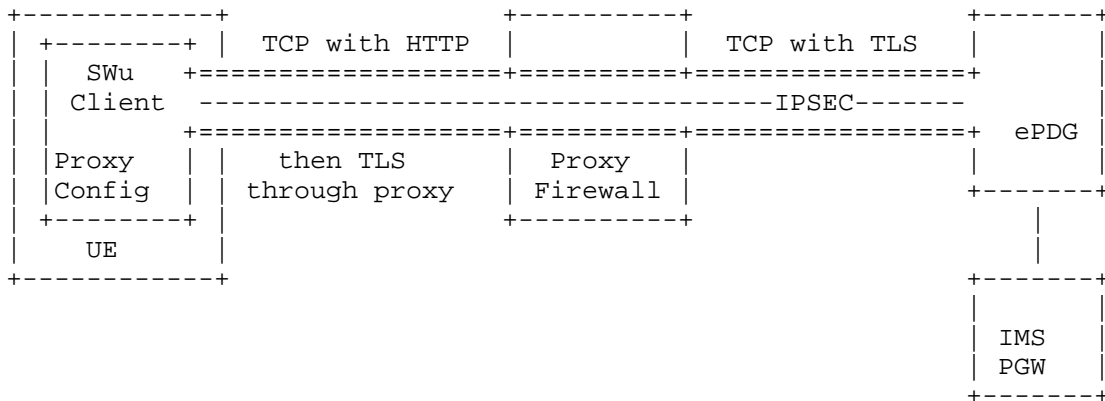 TCP with HTTP TCP with TLS
SWu
Client IPSEC
ePDG
Proxy then TLS Proxy
Config through proxy Firewall
UE
IMS
PGW